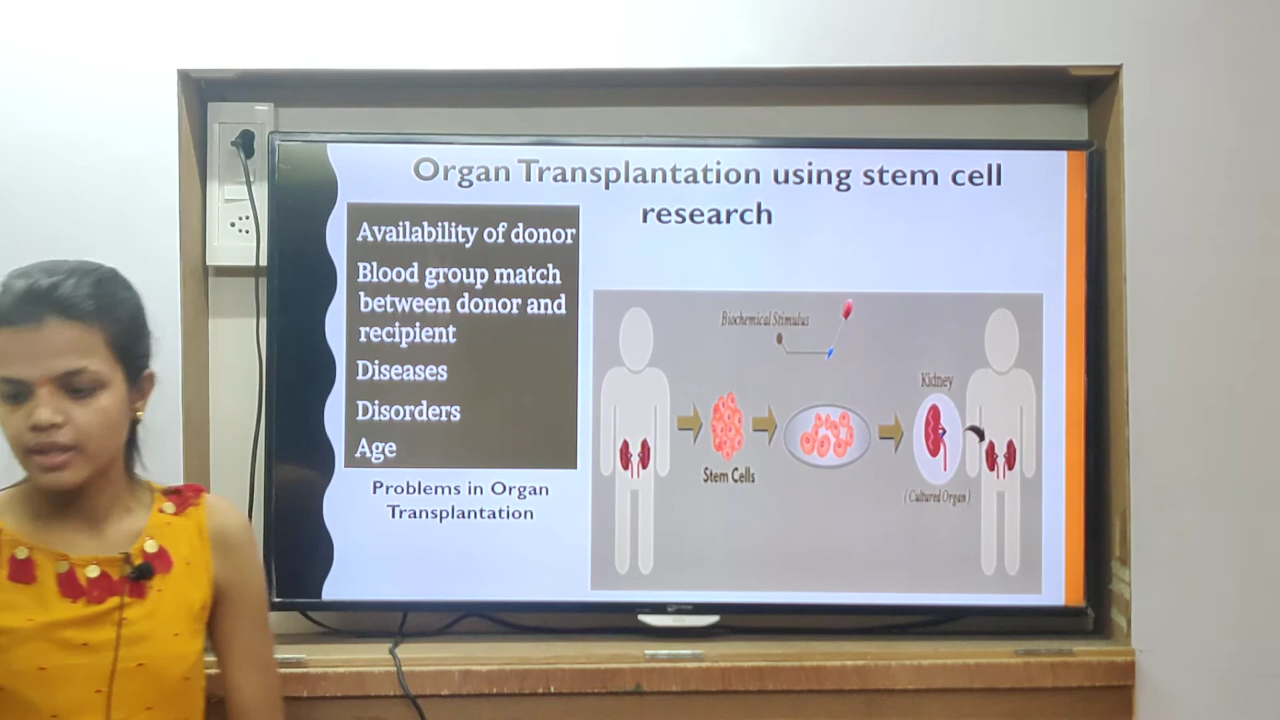 Organ Transplantation using stem cell
research
Availability of donor
Blood group match
between donor and
recipient
Diseases
Disorders
Age
Problems in Organ
Transplantation
Biochemical Stimulus
Stem Cells
Kidney
( Cultured Organ )